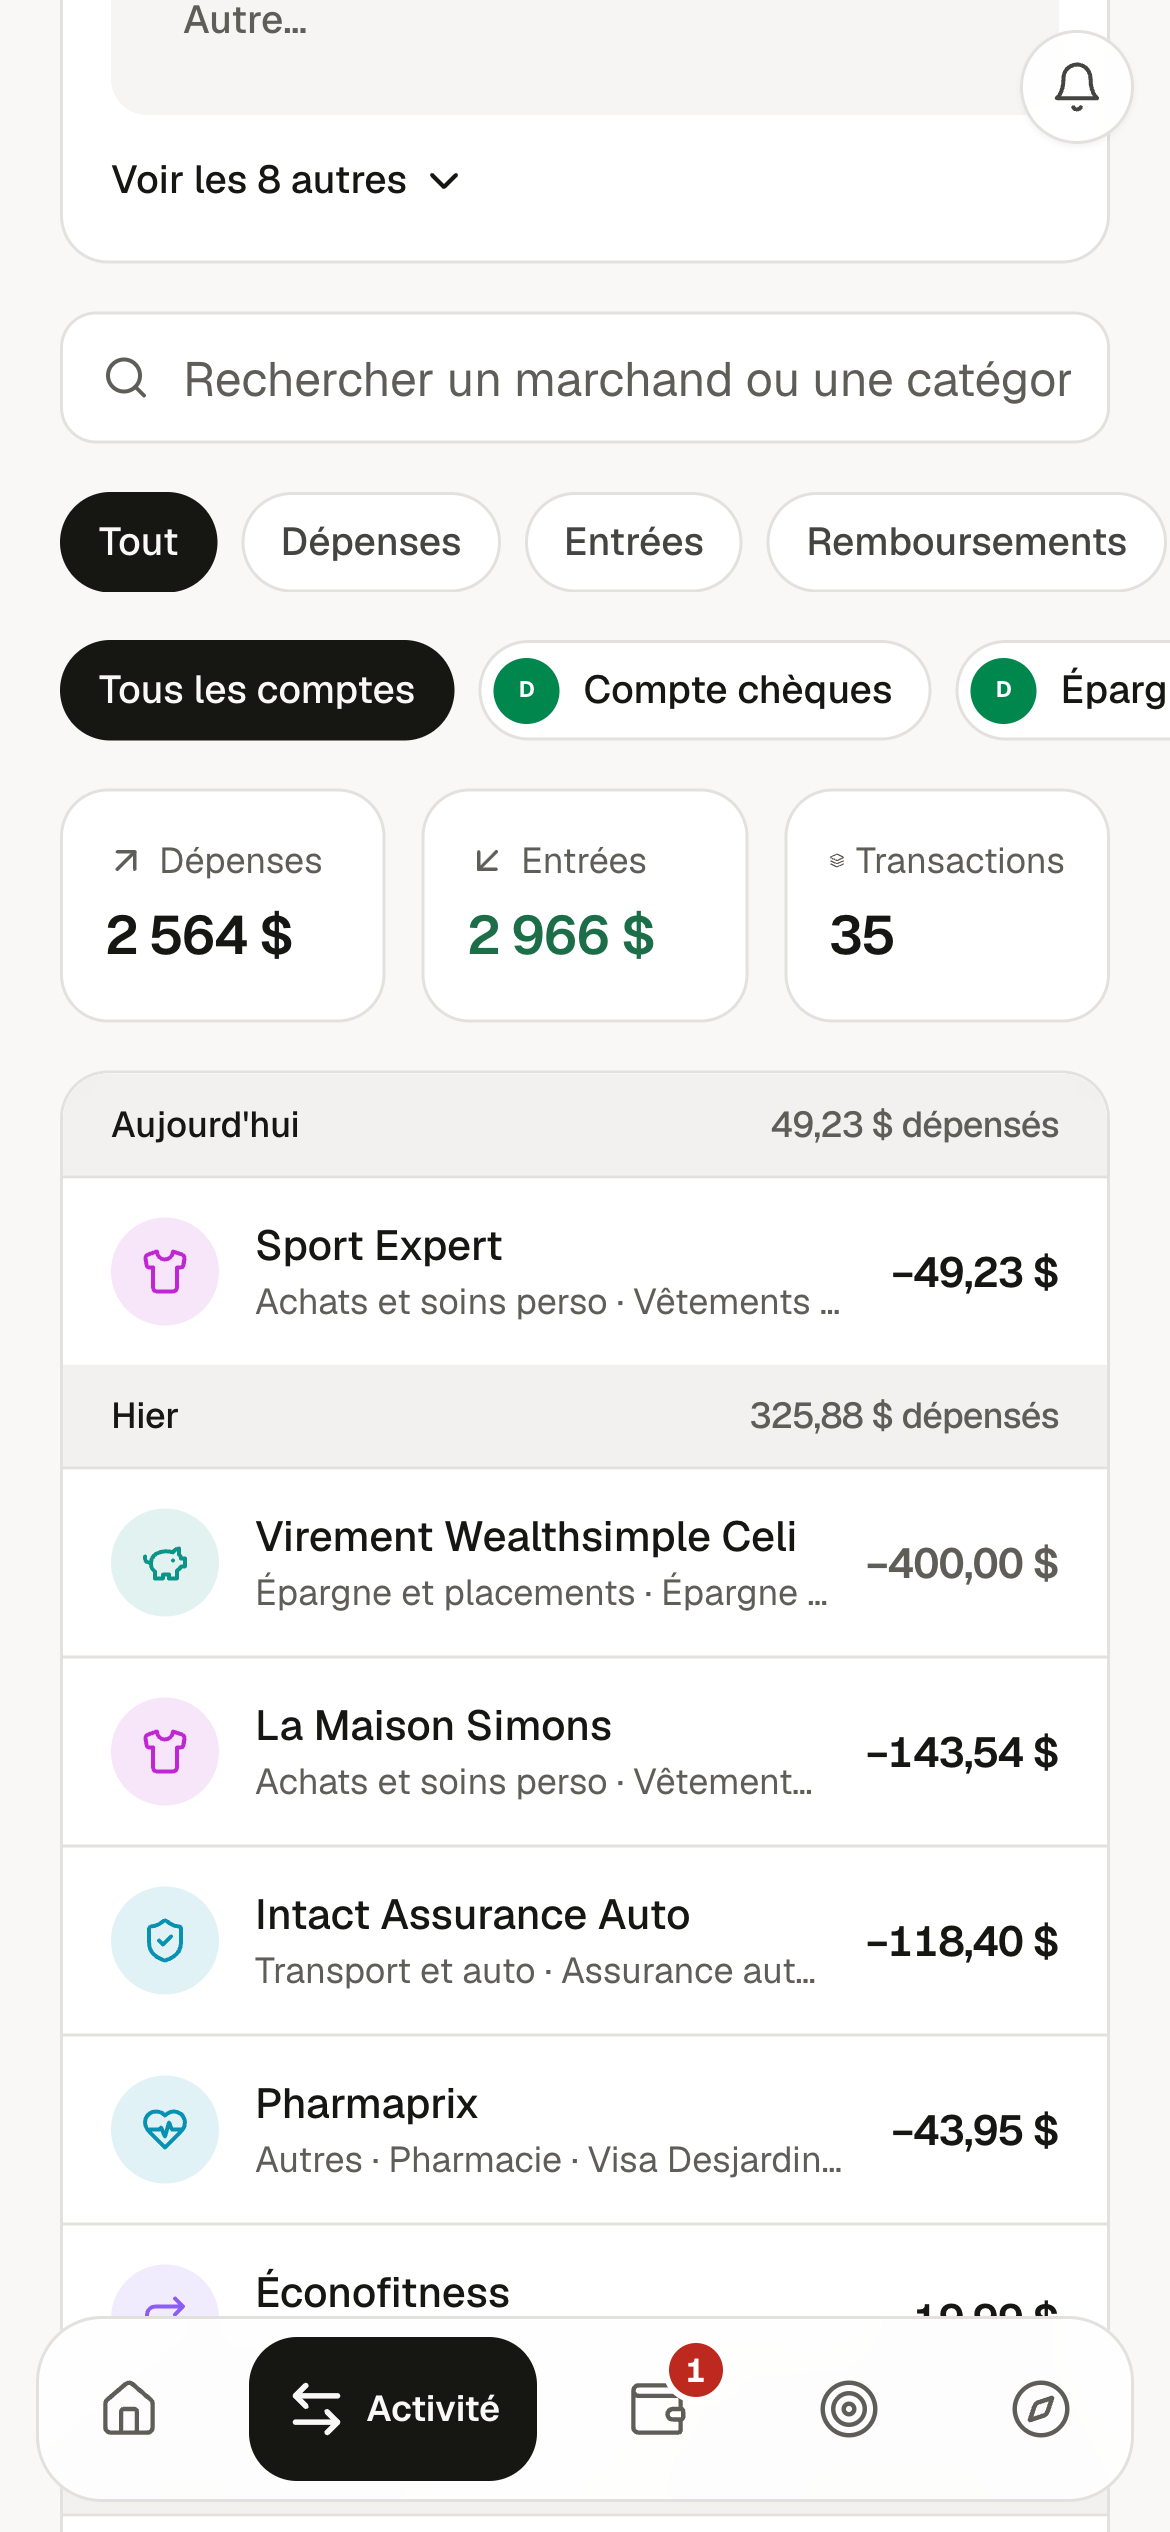 Autre...
Voir les 8 autres
Rechercher un marchand ou une catégor
Tout
Dépenses
Entrées
Remboursements
Tous les comptes
D
Compte chèques
D
Éparg
Dépenses
2 564 $
Entrées
2 966 $
Transactions
35
Aujourd'hui
49,23 $ dépensés
Sport Expert
Achats et soins perso · Vêtements ...
−49,23 $
Hier
325,88 $ dépensés
Virement Wealthsimple Celi
Épargne et placements · Épargne ...
−400,00 $
La Maison Simons
Achats et soins perso · Vêtement...
−143,54 $
Intact Assurance Auto
Transport et auto · Assurance aut...
−118,40 $
Pharmaprix
Autres · Pharmacie · Visa Desjardin...
−43,95 $
Éconofitness
Activité
1